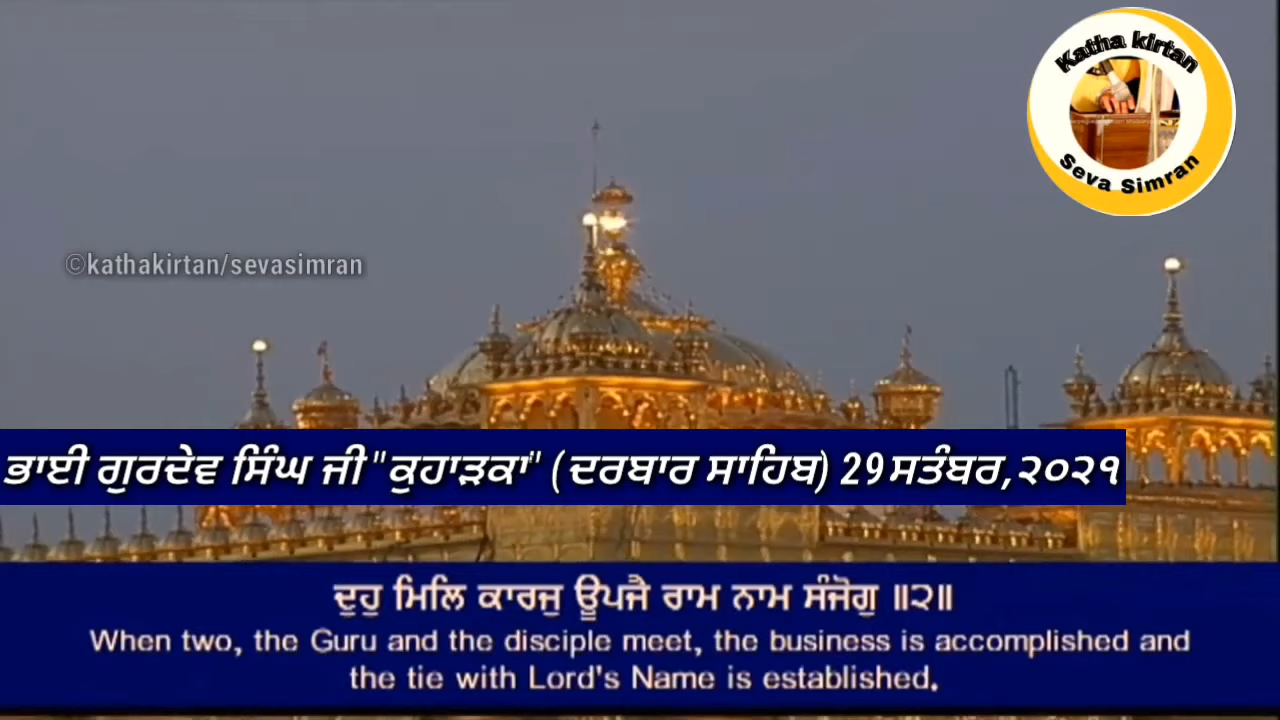 Katha kirtan
Seva Simran
©kathakirtan/sevasimran
ਭਾਈ ਗੁਰਦੇਵ ਸਿੰਘ ਜੀ "ਕੁਹਾੜਕਾ" (ਦਰਬਾਰ ਸਾਹਿਬ) 29 ਸਤੰਬਰ,੨੦੨੧
ਦੁਹੁ ਮਿਲਿ ਕਾਰਜੁ ਊਪਜੈ ਰਾਮ ਨਾਮ ਸੰਜੋਗੁ ॥੨॥
When two, the Guru and the disciple meet, the business is accomplished and
the tie with Lord's Name is established.